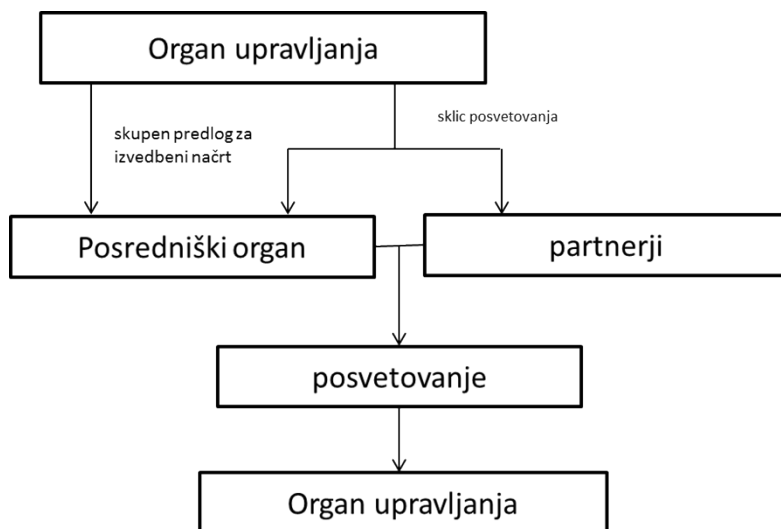 Organ upravljanja
skupen predlog za
izvedbeni načrt
sklic posvetovanja
Posredniški organ
partnerji
posvetovanje
Organ upravljanja